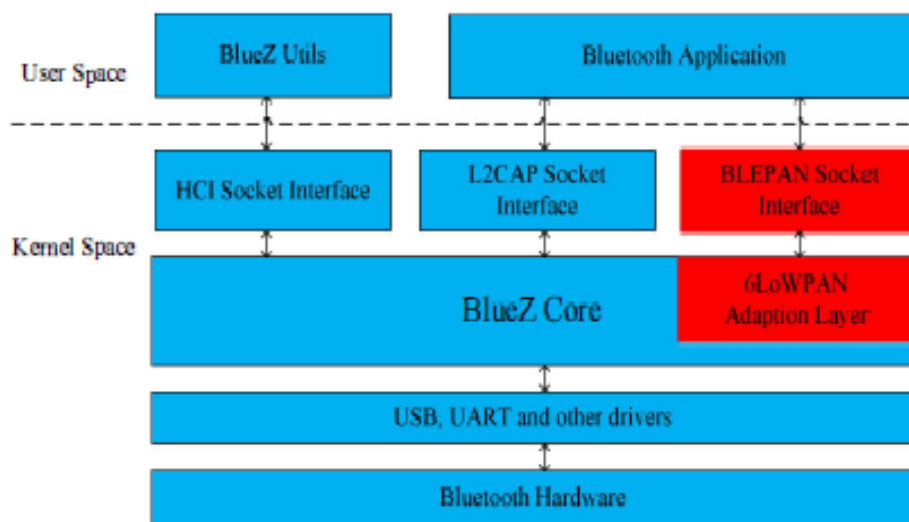 BlueZ Utils
Bluetooth Application
User Space
HCI Socket Interface
L2CAP Socket
Interface
BLEPAN Socket
Interface
Kernel Space
BlueZ Core
6LoWPAN
Adaption Layer
USB, UART and other drivers
Bluetooth Hardware